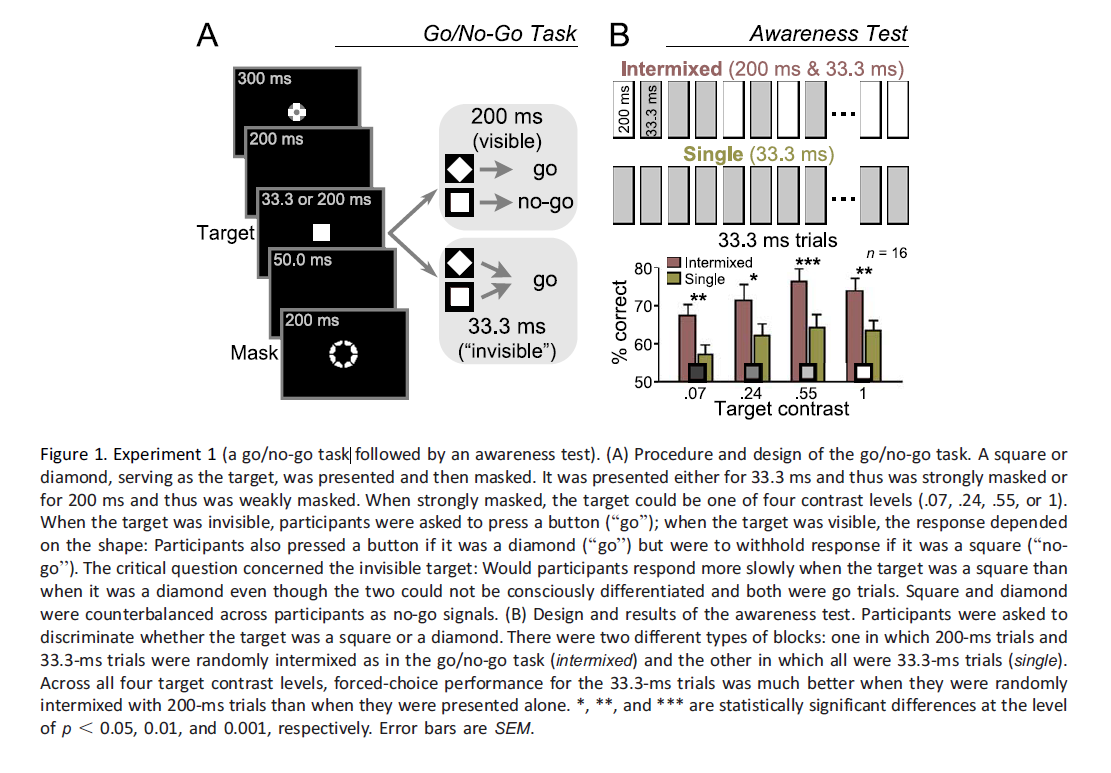 A
Go/No-Go Task
300 ms
200 ms
33.3 or 200 ms
Target
50.0 ms
200 ms
Mask
200 ms
(visible)
go
no-go
go
33.3 ms
(“invisible”)
B
Awareness Test
Intermixed (200 ms & 33.3 ms)
200 ms
33.3 ms
...
Single (33.3 ms)
...
33.3 ms trials
n = 16
Intermixed
Single
% correct
80
70
60
50
**
*
***
**
.07 .24 .55 1
Target contrast
Figure 1. Experiment 1 (a go/no-go task followed by an awareness test). (A) Procedure and design of the go/no-go task. A square or
diamond, serving as the target, was presented and then masked. It was presented either for 33.3 ms and thus was strongly masked or
for 200 ms and thus was weakly masked. When strongly masked, the target could be one of four contrast levels (.07, .24, .55, or 1).
When the target was invisible, participants were asked to press a button (“go”); when the target was visible, the response depended
on the shape: Participants also pressed a button if it was a diamond (“go”) but were to withhold response if it was a square (“no-
go”). The critical question concerned the invisible target: Would participants respond more slowly when the target was a square than
when it was a diamond even though the two could not be consciously differentiated and both were go trials. Square and diamond
were counterbalanced across participants as no-go signals. (B) Design and results of the awareness test. Participants were asked to
discriminate whether the target was a square or a diamond. There were two different types of blocks: one in which 200-ms trials and
33.3-ms trials were randomly intermixed as in the go/no-go task (intermixed) and the other in which all were 33.3-ms trials (single).
Across all four target contrast levels, forced-choice performance for the 33.3-ms trials was much better when they were randomly
intermixed with 200-ms trials than when they were presented alone. *, **, and *** are statistically significant differences at the level
of p < 0.05, 0.01, and 0.001, respectively. Error bars are SEM.